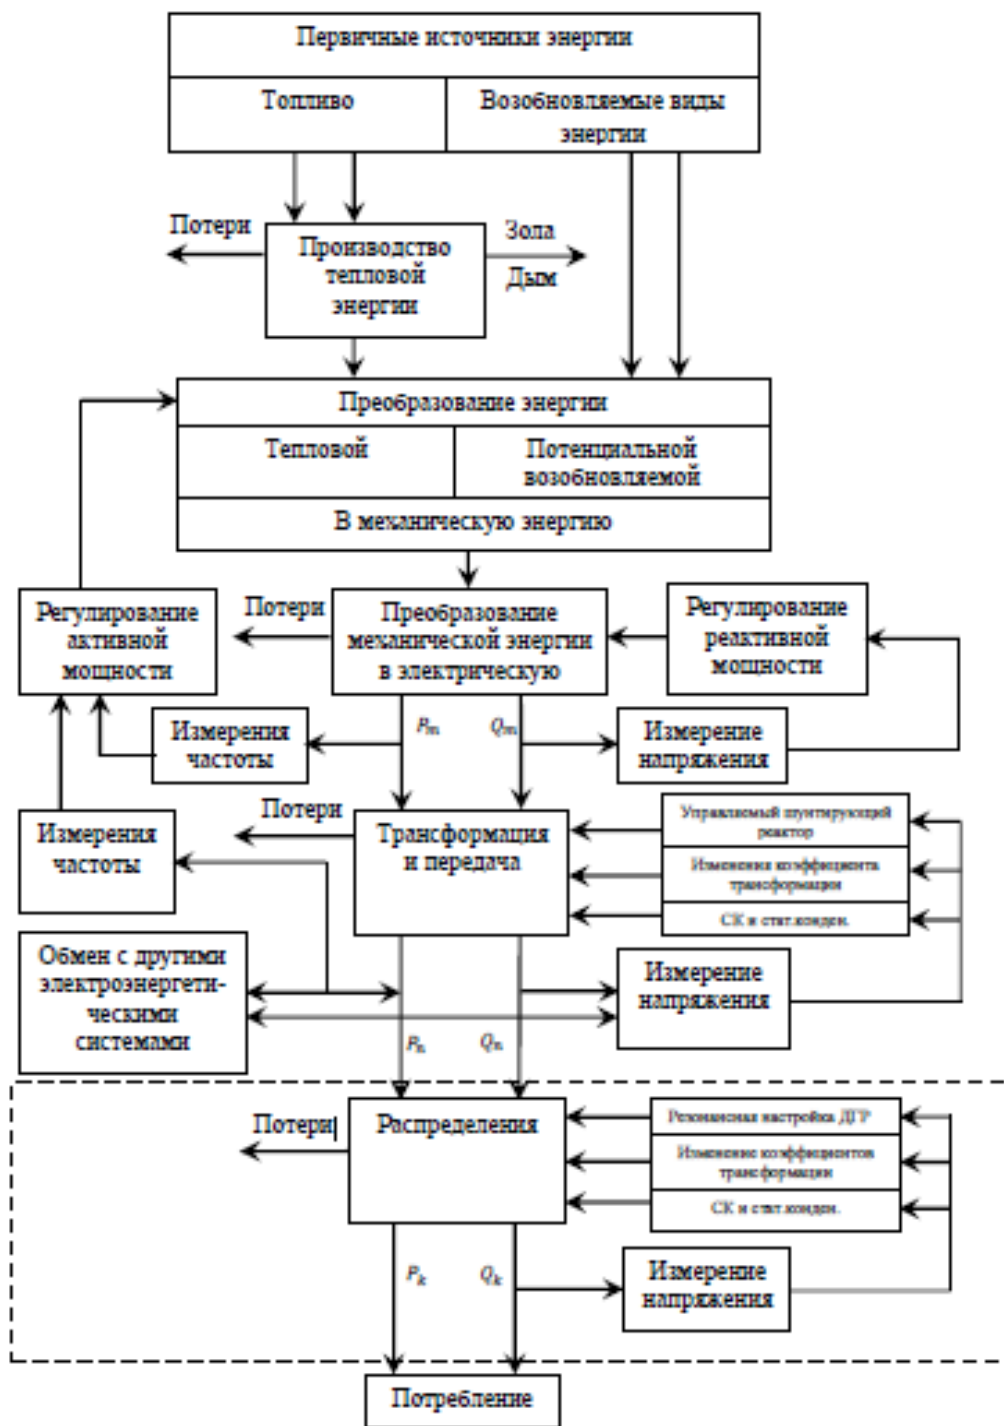 Первичные источники энергии
Топливо
Возобновляемые виды
энергии
Потери
Производство
тепловой
энергии
Зола
Дым
Преобразование энергии
Тепловой
Потенциальной
возобновляемой
В механическую энергию
Регулирование
активной
мощности
Потери
Преобразование
механической энергии
в электрическую
Регулирование
реактивной
мощности
Измерения
частоты
Pm
Qm
Измерение
напряжения
Измерения
частоты
Потери
Трансформация
и передача
Управляемый шунтирующий
реактор
Изменения коэффициента
трансформации
СК и стат.конден.
Обмен с другими
электроэнергети-
ческими
системами
Измерение
напряжения
Pn
Qn
Потери
Распределения
Резонансная настройка ДГР
Изменение коэффициентов
трансформации
СК и стат.конден.
Pk
Qk
Измерение
напряжения
Потребление